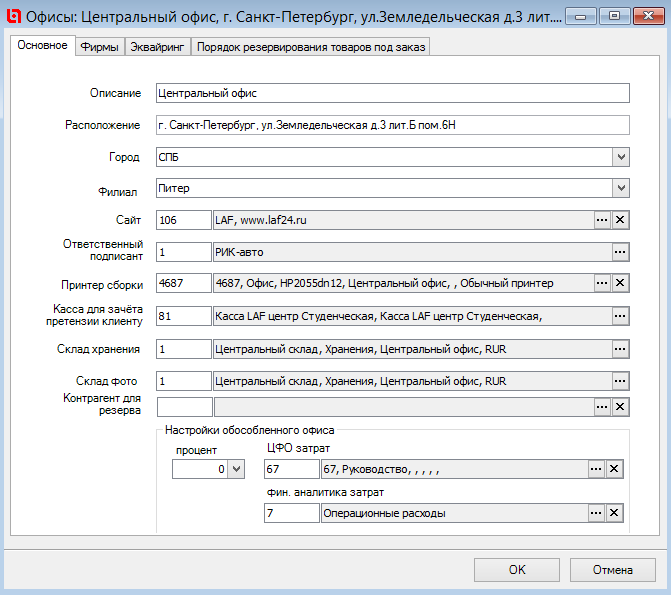 Офисы: Центральный офис, г. Санкт-Петербург, ул.Земледельческая д.3 лит....
Основное Фирмы Эквайринг Порядок резервирования товаров под заказ
Описание Центральный офис
Расположение г. Санкт-Петербург, ул.Земледельческая д.3 лит.Б пом.6Н
Город СПБ
Филиал Питер
Сайт 106 LAF, www.laf24.ru ...
Ответственный
подписант 1 РИК-авто ...
Принтер сборки 4687 4687, Офис, HP2055dn12, Центральный офис, , Обычный принтер ...
Касса для зачёта
претензии клиенту 81 Касса LAF центр Студенческая, Касса LAF центр Студенческая, ...
Склад хранения 1 Центральный склад, Хранения, Центральный офис, RUR ...
Склад фото 1 Центральный склад, Хранения, Центральный офис, RUR ...
Контрагент для
резерва ...
Настройки обособленного офиса
процент ЦФО затрат
0 67 67, Руководство, , , , , ...
Фин. аналитика затрат
7 Операционные расходы ...
OK Отмена